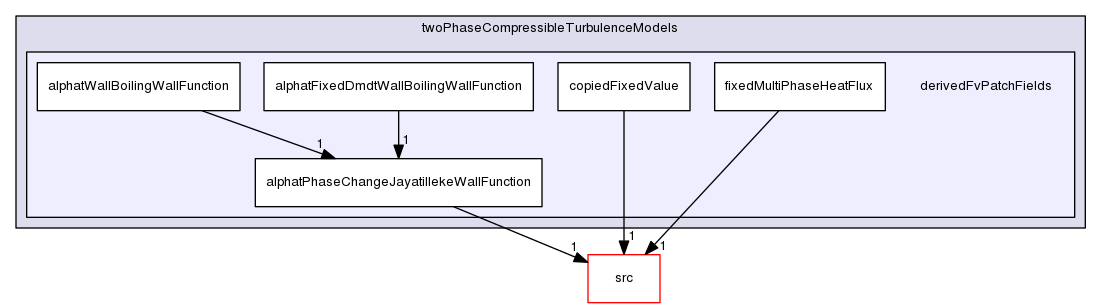 twoPhaseCompressibleTurbulenceModels
alphatWallBoilingWallFunction
alphatFixedDmdtWallBoilingWallFunction
copiedFixedValue
fixedMultiPhaseHeatFlux
derivedFvPatchFields
1
1
alphatPhaseChangeJayatillekeWallFunction
1
1
1
src